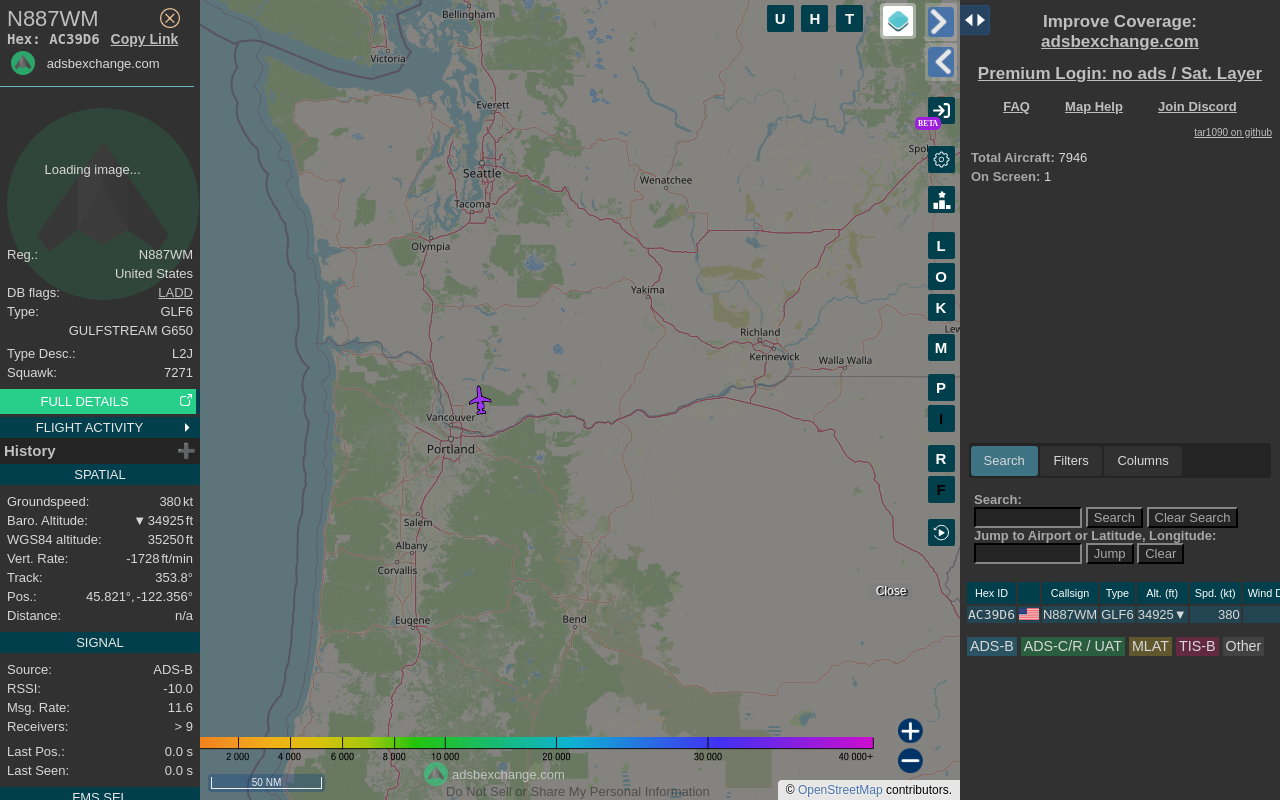 N887WM
Hex: AC39D6 Copy Link
adsbexchange.com
Loading image...
Reg.: N887WM
United States
DB flags: LADD
Type: GLF6
GULFSTREAM G650
Type Desc.: L2J
Squawk: 7271
FULL DETAILS
FLIGHT ACTIVITY
History
SPATIAL
Groundspeed: 380 kt
Baro. Altitude: ▼ 34925 ft
WGS84 altitude: 35250 ft
Vert. Rate: -1728 ft/min
Track: 353.8°
Pos.: 45.821°, -122.356°
Distance: n/a
SIGNAL
Source: ADS-B
RSSI: -10.0
Msg. Rate: 11.6
Receivers: > 9
Last Pos.: 0.0 s
Last Seen: 0.0 s
FMS SEL
Bellingham
Victoria
Everett
Seattle
Wenatchee
Tacoma
Olympia
Yakima
Richland
Kennewick
Walla Walla
Vancouver
Portland
Salem
Albany
Corvallis
Eugene
Bend
U H T
BETA
L
O
K
M
P
I
R
F
Close
2 000 4 000 6 000 8 000 10 000 20 000 30 000 40 000+
50 NM
adsbexchange.com
Do Not Sell or Share My Personal Information
© OpenStreetMap contributors.
Improve Coverage:
adsbexchange.com
Premium Login: no ads / Sat. Layer
FAQ Map Help Join Discord
tar1090 on github
Total Aircraft: 7946
On Screen: 1
Search Filters Columns
Search:
Search Clear Search
Jump to Airport or Latitude, Longitude:
Jump Clear
Hex ID Callsign Type Alt. (ft) Spd. (kt) Wind D
AC39D6 N887WM GLF6 34925▼ 380
ADS-B ADS-C/R / UAT MLAT TIS-B Other